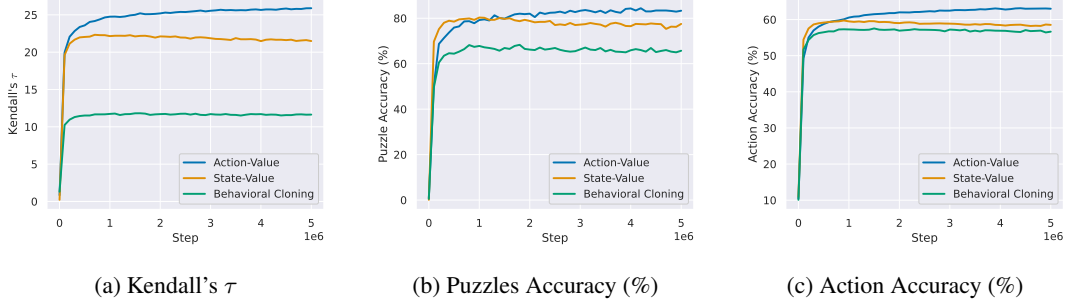 Kendall's τ
25
20
15
10
5
0
Action-Value
State-Value
Behavioral Cloning
0 1 2 3 4 5
Step
1e6
(a) Kendall's τ
Puzzle Accuracy (%)
80
60
40
20
0
Action-Value
State-Value
Behavioral Cloning
0 1 2 3 4 5
Step
1e6
(b) Puzzles Accuracy (%)
Action Accuracy (%)
60
50
40
30
20
10
Action-Value
State-Value
Behavioral Cloning
0 1 2 3 4 5
Step
1e6
(c) Action Accuracy (%)